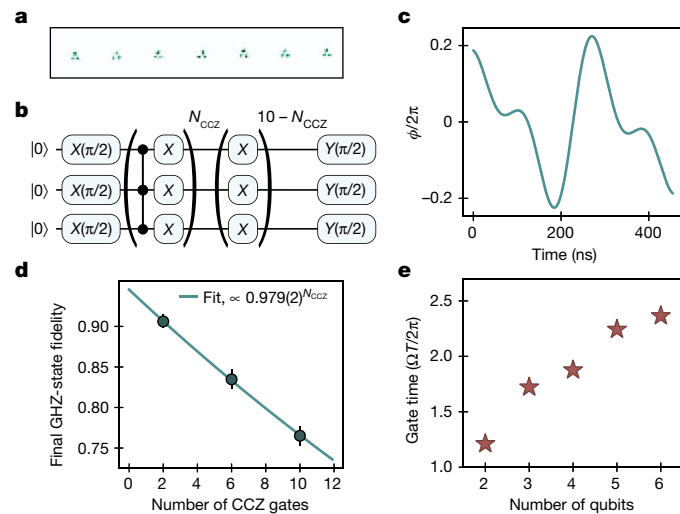 a
b
N_CCZ 10 – N_CCZ
|0⟩ X(π/2) X X Y(π/2)
|0⟩ X(π/2) X X Y(π/2)
|0⟩ X(π/2) X X Y(π/2)
c
ϕ/2π
0.2
0
–0.2
0 200 400
Time (ns)
d
Final GHZ-state fidelity
Fit, ∝ 0.979(2)^N_CCZ
0.90
0.85
0.80
0.75
0 2 4 6 8 10 12
Number of CCZ gates
e
Gate time (ΩT/2π)
2.5
2.0
1.5
1.0
2 3 4 5 6
Number of qubits